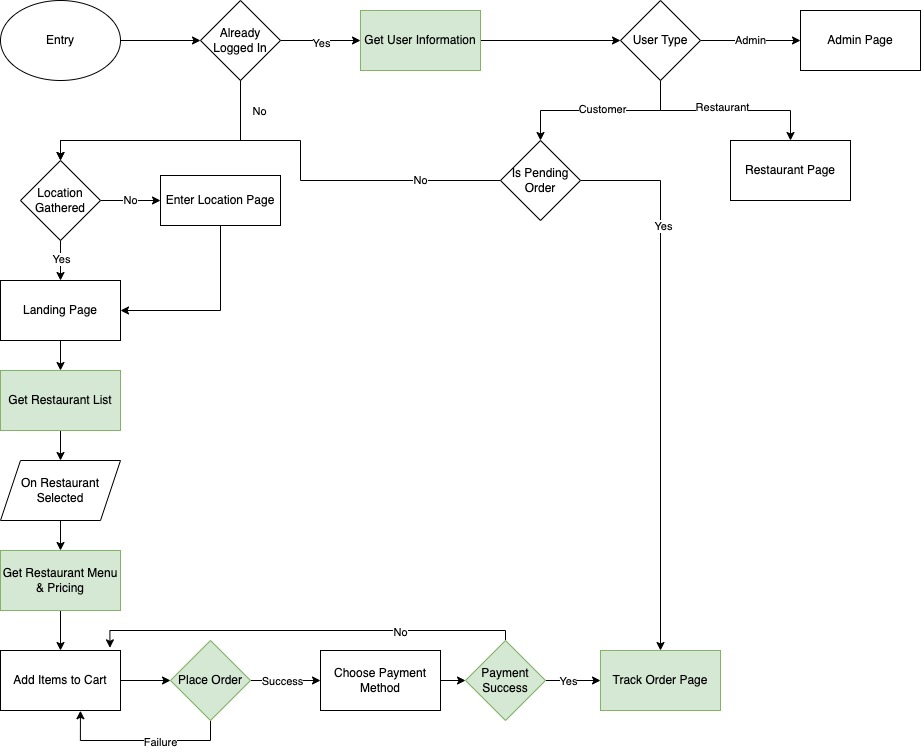 Entry
Already
Logged In
Yes
Get User Information
User Type
Admin
Admin Page
No
Customer
Restaurant
Location
Gathered
No
Enter Location Page
No
Is Pending
Order
Restaurant Page
Yes
Yes
Landing Page
Get Restaurant List
On Restaurant
Selected
Get Restaurant Menu
& Pricing
No
Add Items to Cart
Place Order
Success
Choose Payment
Method
Payment
Success
Yes
Track Order Page
Failure